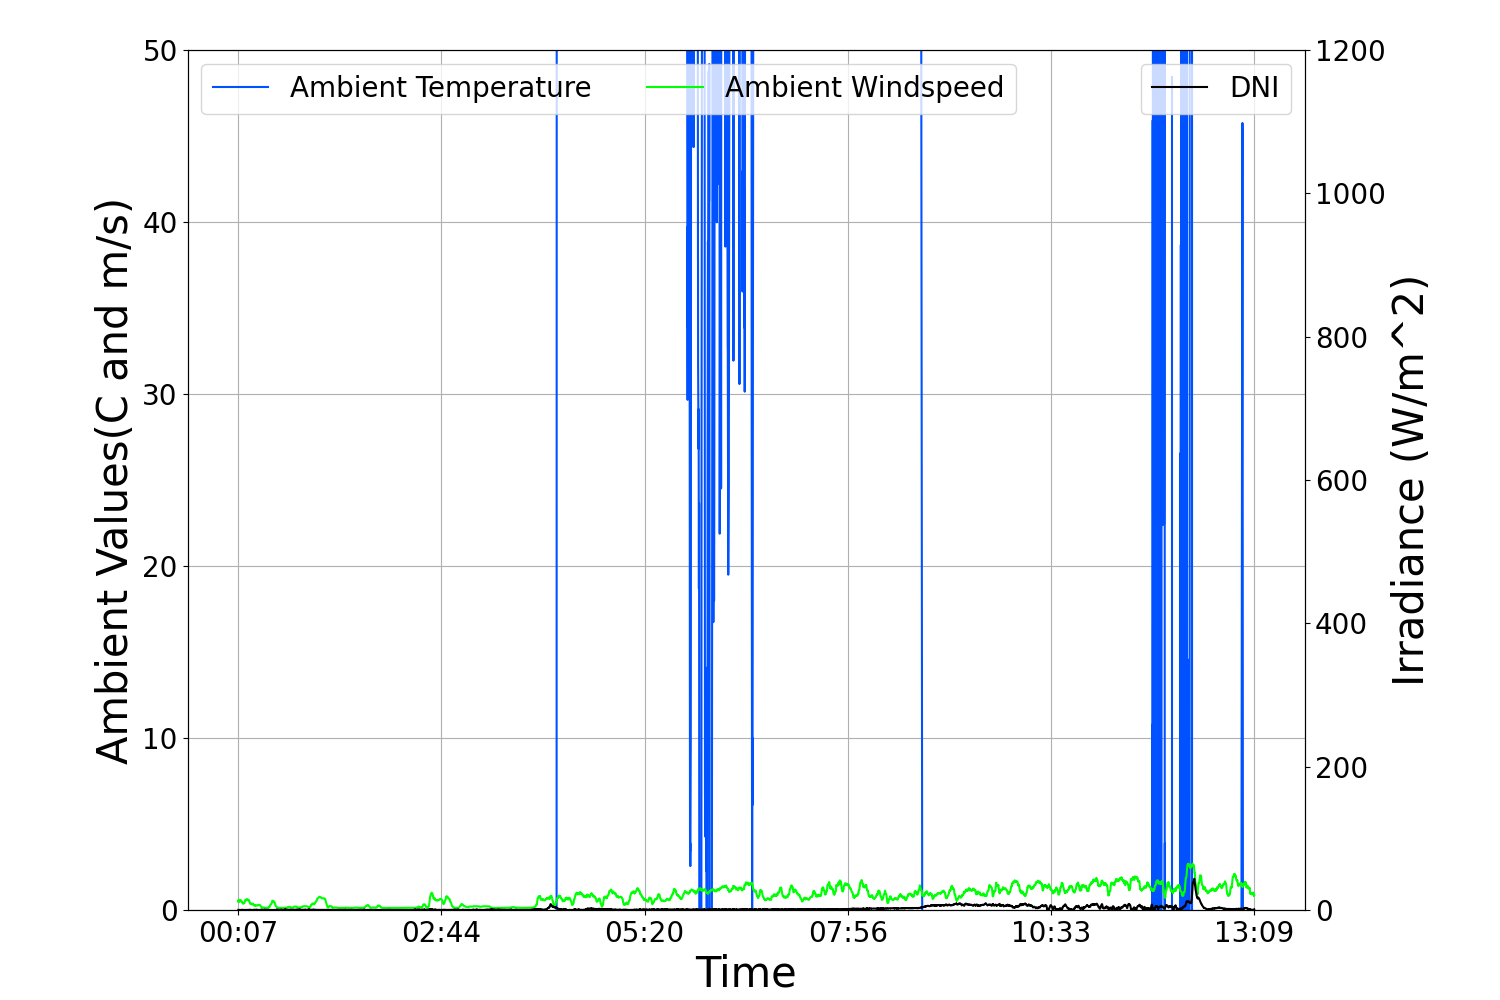 Ambient Temperature
Ambient Windspeed
DNI
Ambient Values(C and m/s)
50
40
30
20
10
0
1200
1000
800
600
400
200
0
Irradiance (W/m^2)
00:07 02:44 05:20 07:56 10:33 13:09
Time